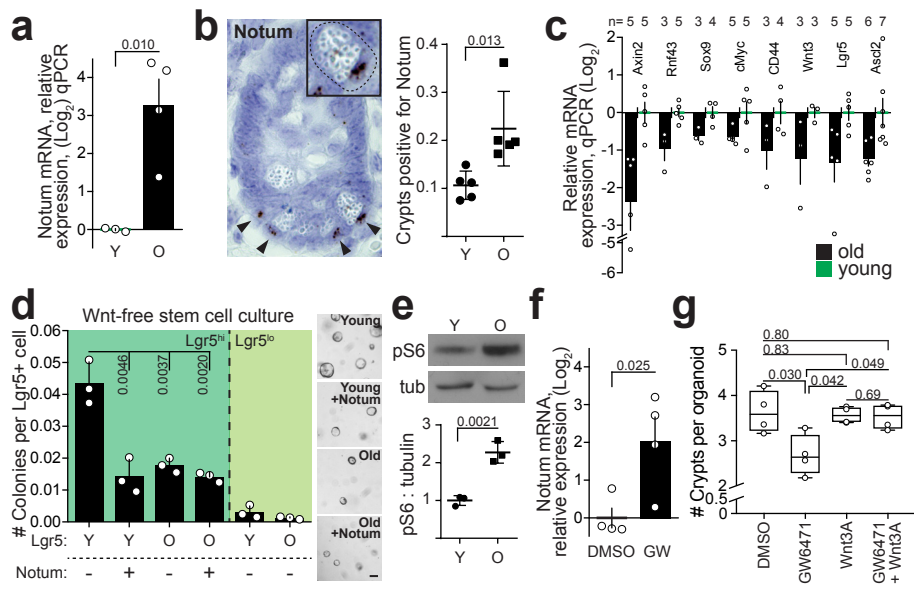 a
Notum mRNA, relative
expression, (Log2) qPCR
0.010
4
3
2
1
0
Y O
b
Notum
Crypts positive for Notum
0.013
0.4
0.3
0.2
0.1
Y O
c
n= 5 5 3 5 3 4 3 5 3 4 3 3 5 5 6 7
Axin2
Rnf43
Sox9
cMyc
CD44
Wnt3
Lgr5
Ascl2
Relative mRNA
expression, qPCR (Log2)
2
1
0
-1
-2
-3
-5
-6
old
young
d
Wnt-free stem cell culture
# Colonies per Lgr5+ cell
0.06
0.05
0.04
0.03
0.02
0.01
0.00
Lgr5hi
Lgr5lo
0.0046
0.0037
0.0020
Lgr5: Y Y O O Y O
Notum: - + - + - -
Young
Young
+Notum
Old
Old
+Notum
e
Y O
pS6
tub
pS6 : tubulin
0.0021
3
2
1
Y O
f
Notum mRNA,
relative expression (Log2)
0.025
3
2
1
0
DMSO GW
g
# Crypts per organoid
0.80
0.83
0.049
0.030
0.042
0.69
5
4
3
2
0.5
0
DMSO
GW6471
Wnt3A
GW6471
+ Wnt3A